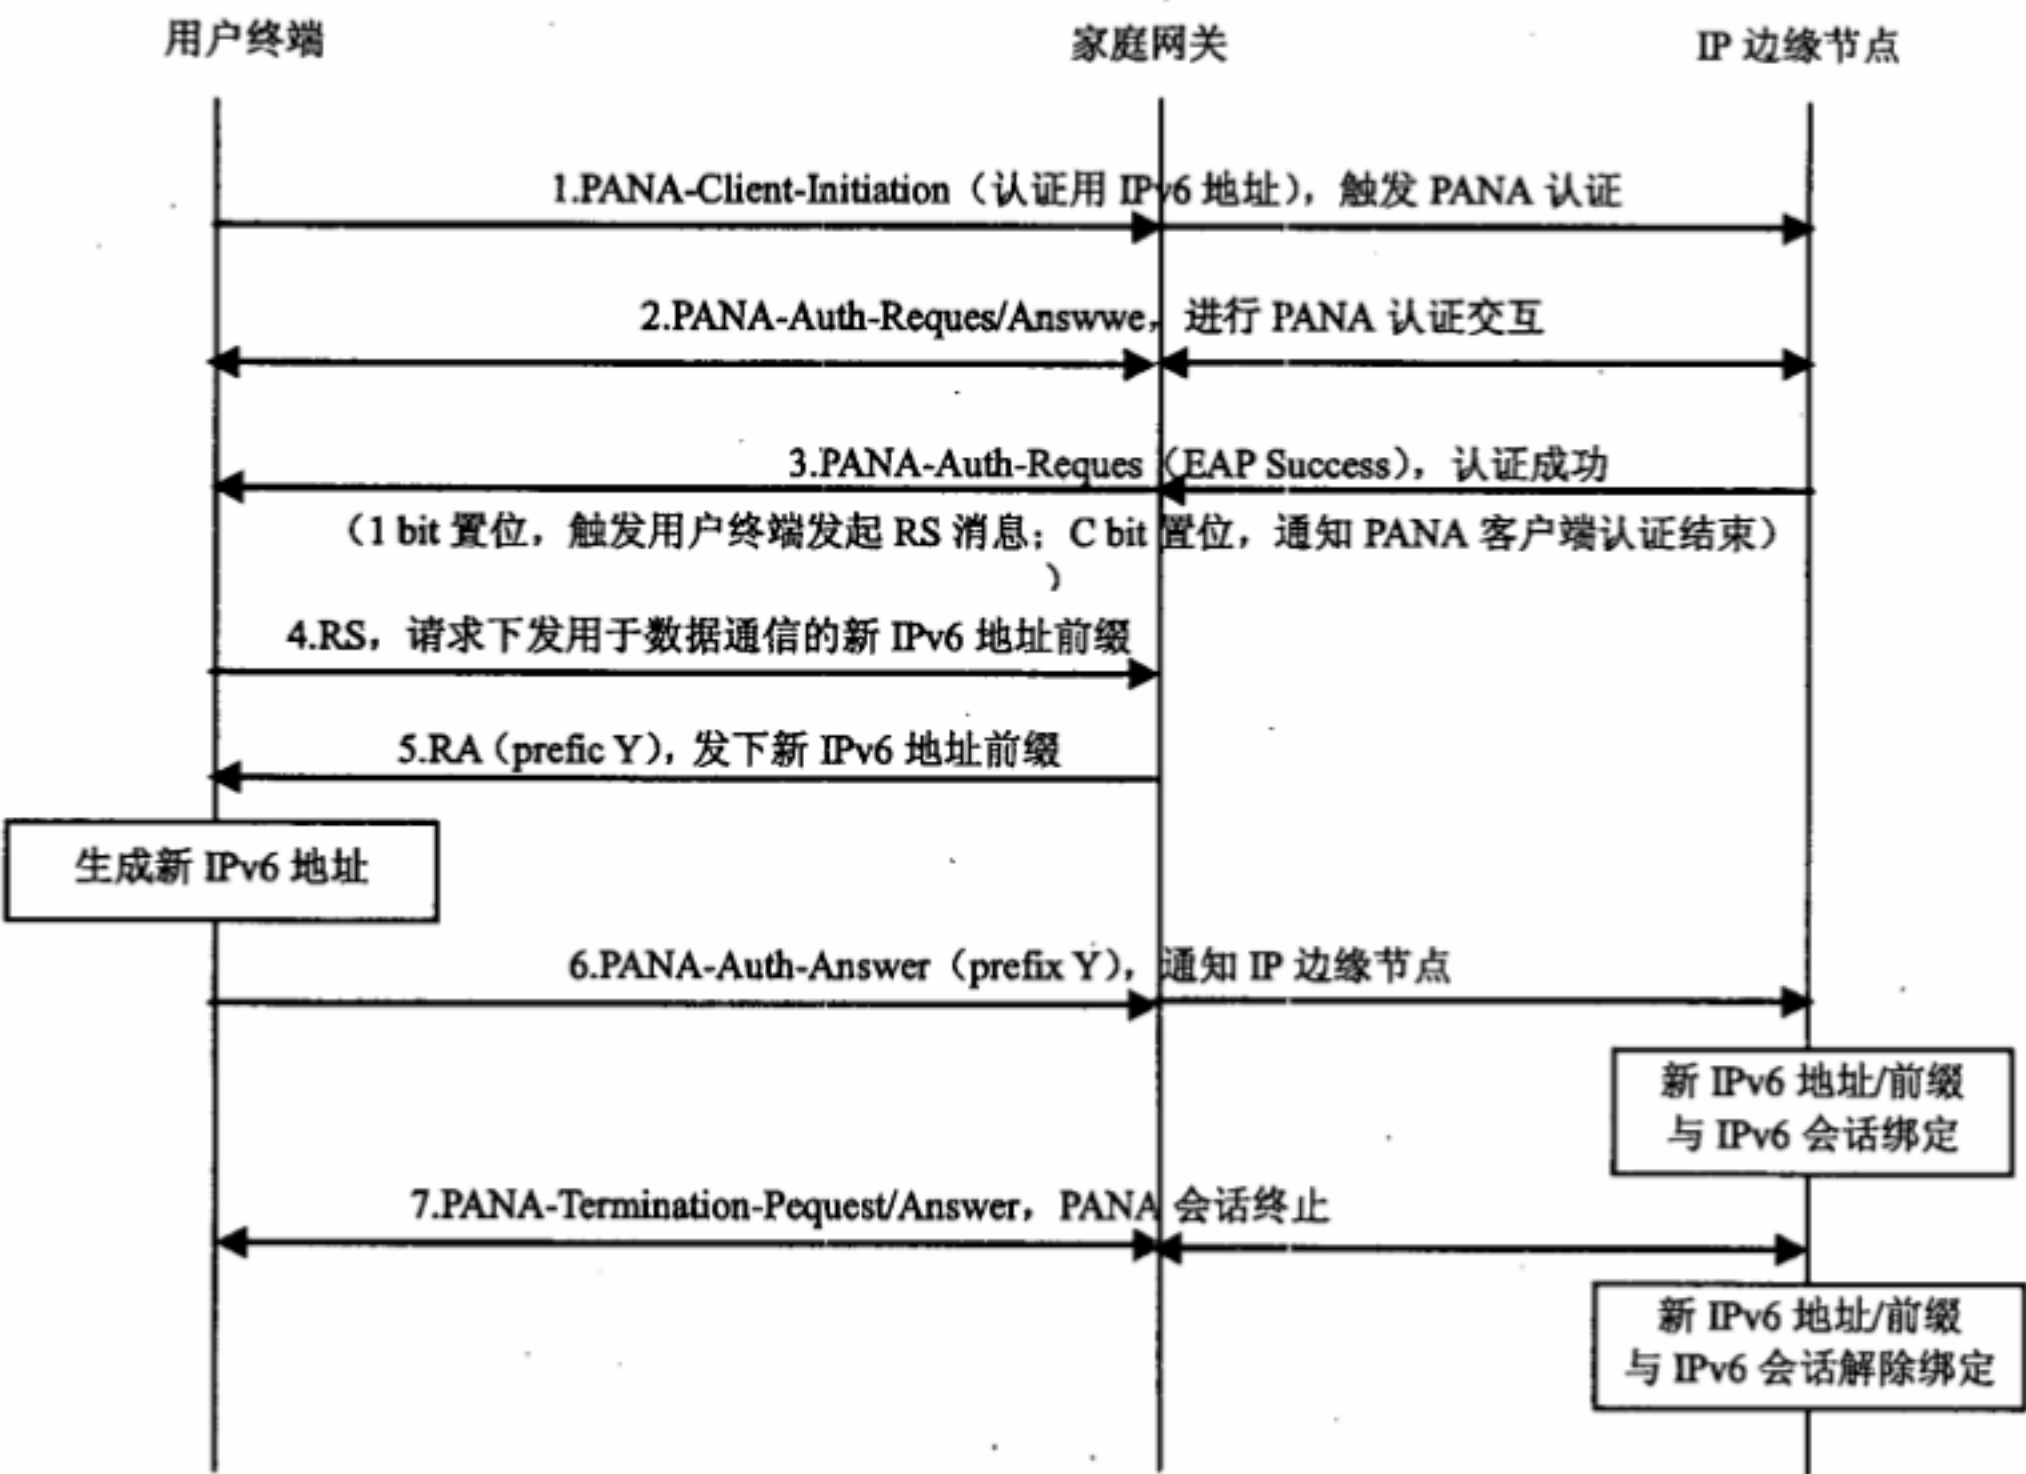 用户终端
家庭网关
IP 边缘节点
1.PANA-Client-Initiation（认证用 IPv6 地址），触发 PANA 认证
2.PANA-Auth-Reques/Answwe，进行 PANA 认证交互
3.PANA-Auth-Reques（EAP Success），认证成功
（1 bit 置位，触发用户终端发起 RS 消息；C bit 置位，通知 PANA 客户端认证结束）
）
4.RS，请求下发用于数据通信的新 IPv6 地址前缀
5.RA（prefic Y），发下新 IPv6 地址前缀
生成新 IPv6 地址
6.PANA-Auth-Answer（prefix Y），通知 IP 边缘节点
新 IPv6 地址/前缀
与 IPv6 会话绑定
7.PANA-Termination-Pequest/Answer，PANA 会话终止
新 IPv6 地址/前缀
与 IPv6 会话解除绑定